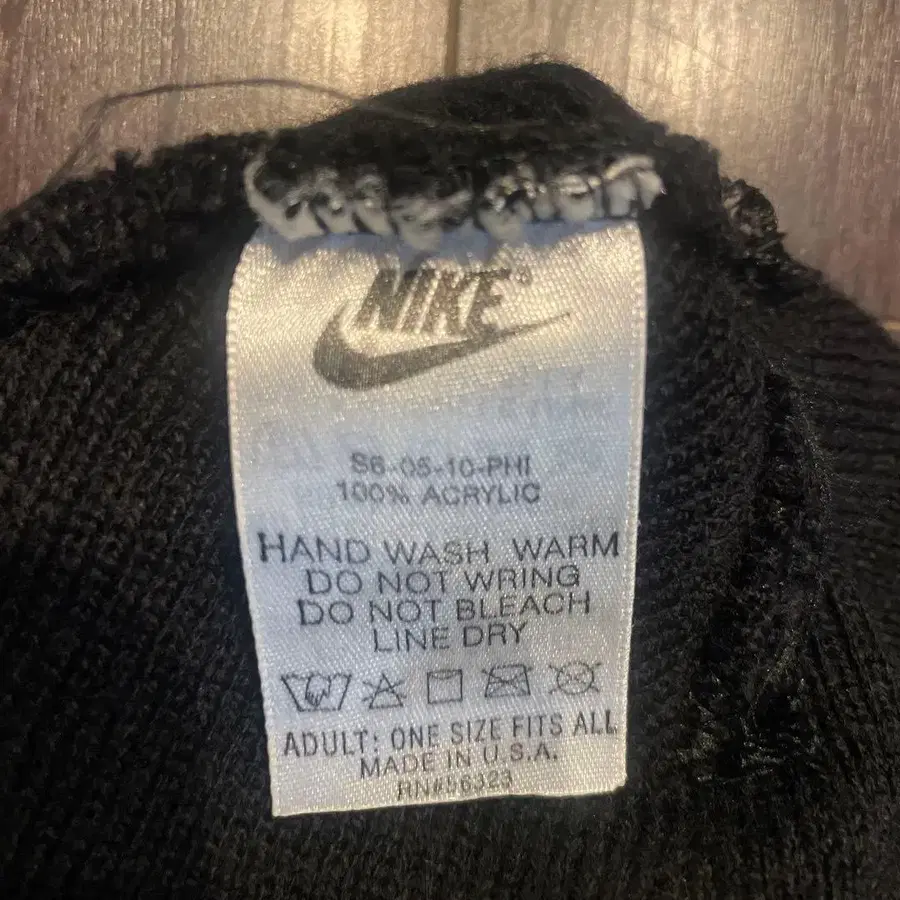 NIKE
S6-05-10-PHI
100% ACRYLIC
HAND WASH WARM
DO NOT WRING
DO NOT BLEACH
LINE DRY
ADULT: ONE SIZE FITS ALL
MADE IN U.S.A.
RN#56323